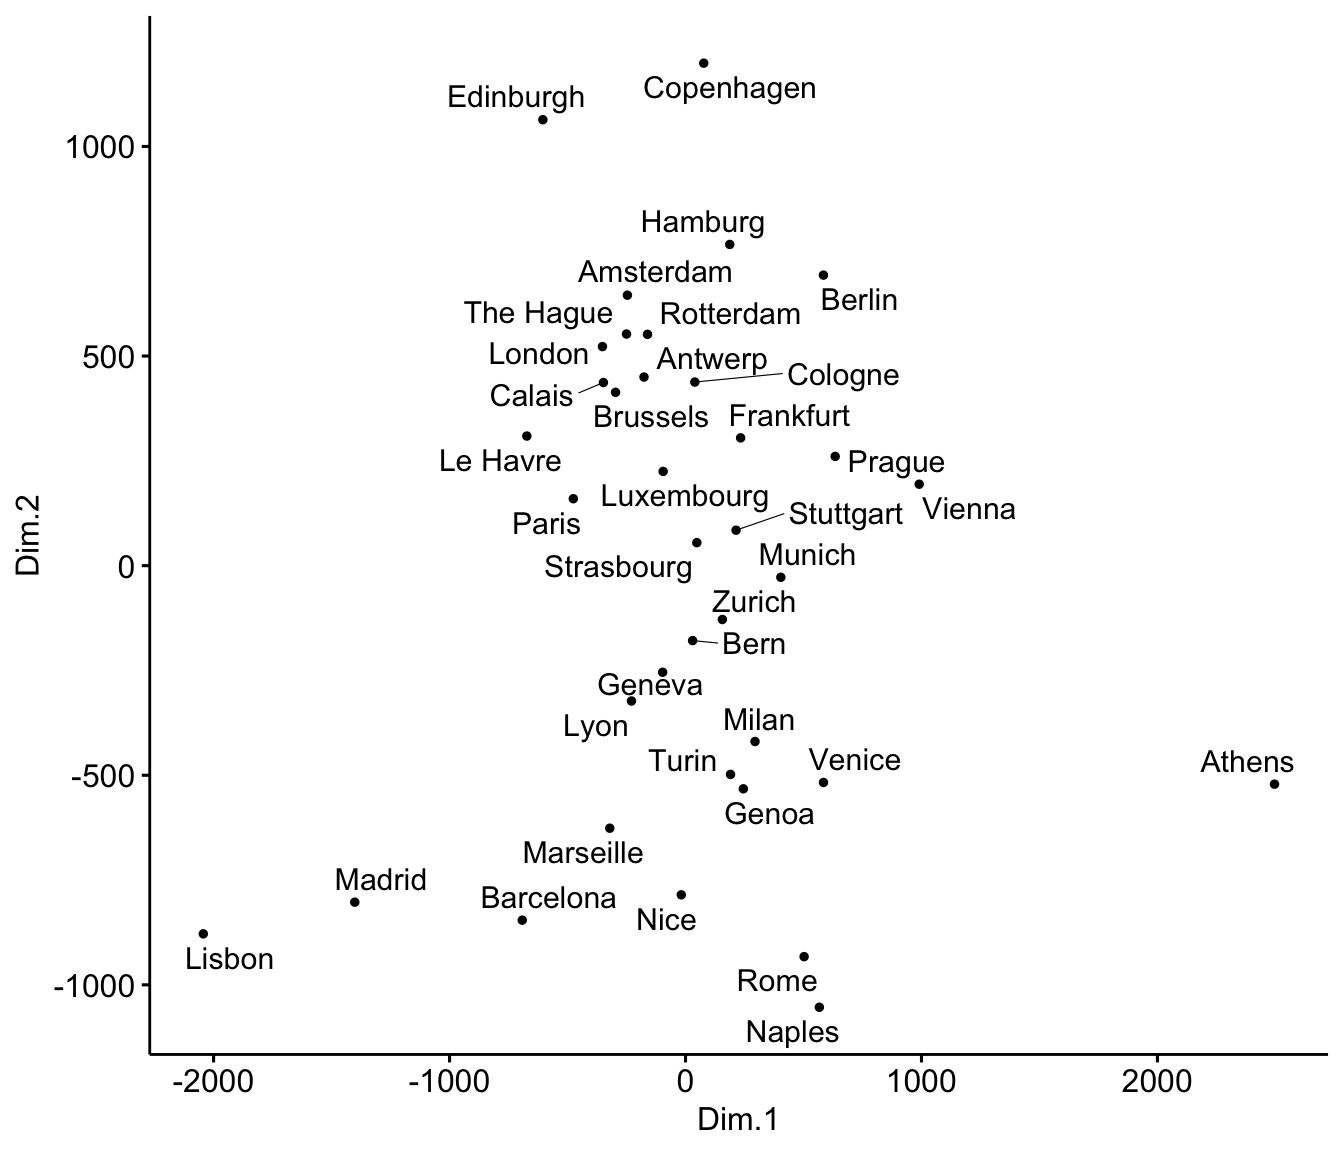 Copenhagen
Edinburgh
1000
Hamburg
Amsterdam
Berlin
The Hague
Rotterdam
500
London
Antwerp
Cologne
Calais
Brussels
Frankfurt
Le Havre
Prague
Luxembourg
Vienna
Paris
Stuttgart
Dim.2
0
Strasbourg
Munich
Zurich
Bern
Geneva
Lyon
Milan
Turin
Venice
Athens
-500
Genoa
Marseille
Madrid
Barcelona
Nice
Lisbon
Rome
-1000
Naples
-2000 -1000 0 1000 2000
Dim.1